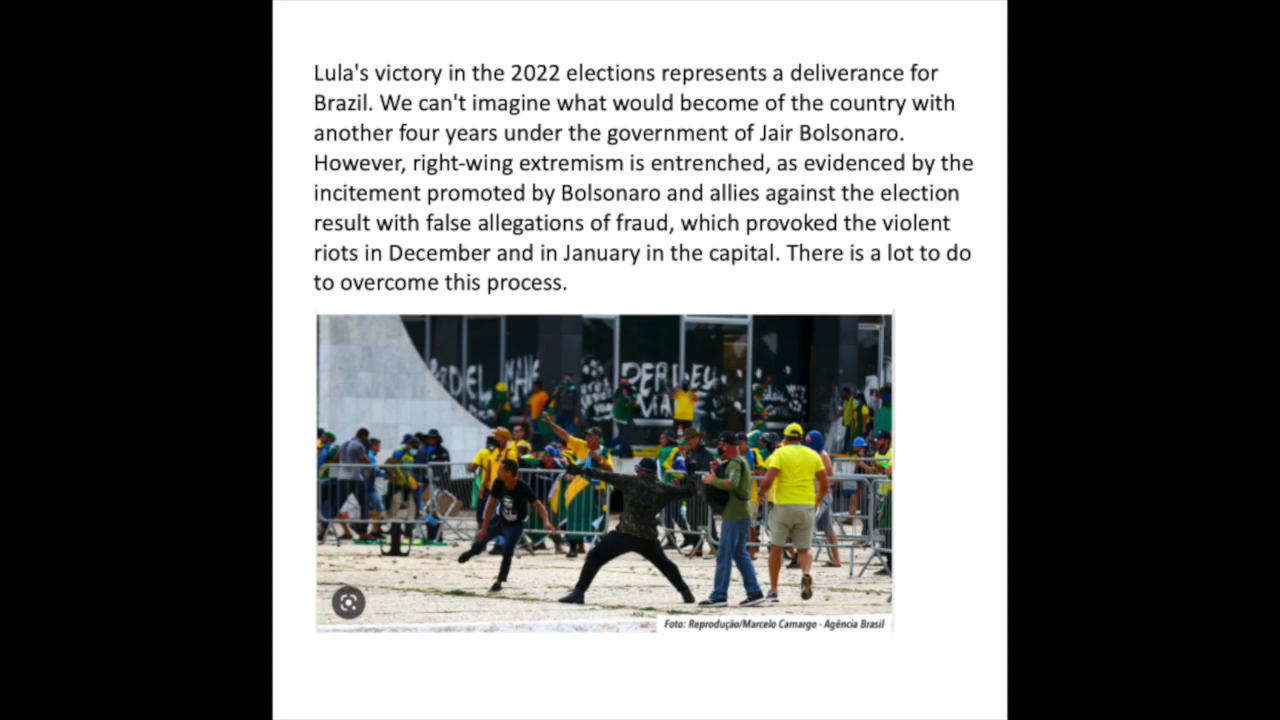 Lula's victory in the 2022 elections represents a deliverance for
Brazil. We can't imagine what would become of the country with
another four years under the government of Jair Bolsonaro.
However, right-wing extremism is entrenched, as evidenced by the
incitement promoted by Bolsonaro and allies against the election
result with false allegations of fraud, which provoked the violent
riots in December and in January in the capital. There is a lot to do
to overcome this process.
PERDEU
MANÉ
Foto: Reprodução/Marcelo Camargo - Agência Brasil